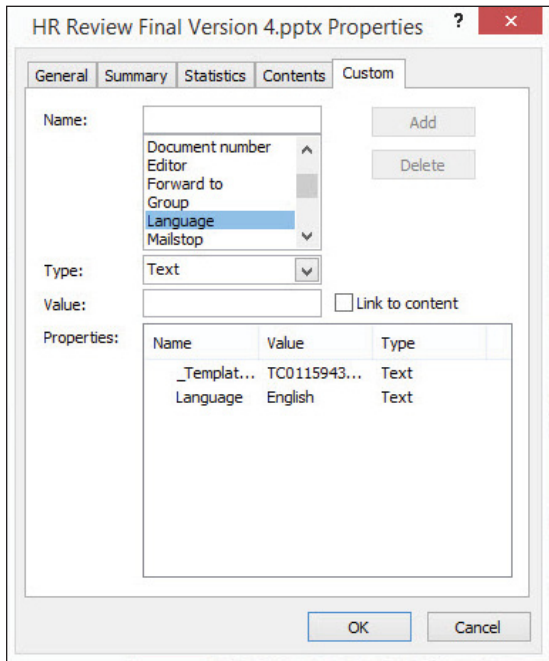 HR Review Final Version 4.pptx Properties ? ×
General Summary Statistics Contents Custom
Name: Add
Document number
Editor Delete
Forward to
Group
Language
Mailstop
Type: Text
Value: Link to content
Properties: Name Value Type
_Templat... TC0115943... Text
Language English Text
OK Cancel